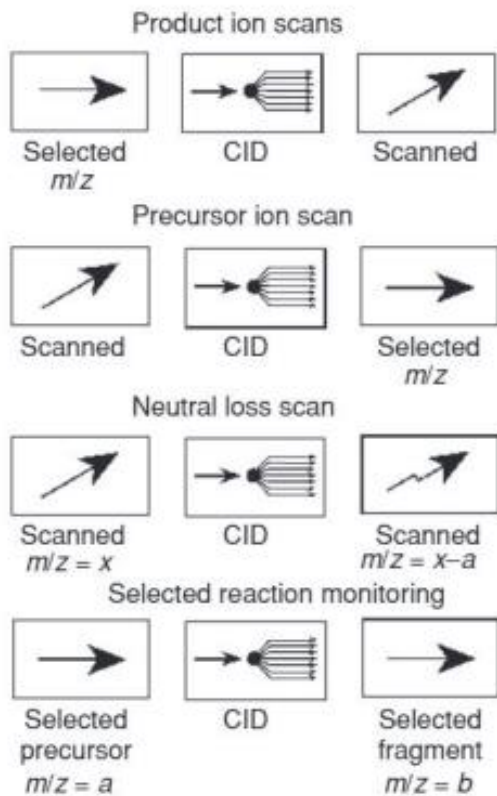 Product ion scans
Selected CID Scanned
m/z
Precursor ion scan
Scanned CID Selected
m/z
Neutral loss scan
Scanned CID Scanned
m/z = x m/z = x–a
Selected reaction monitoring
Selected CID Selected
precursor fragment
m/z = a m/z = b